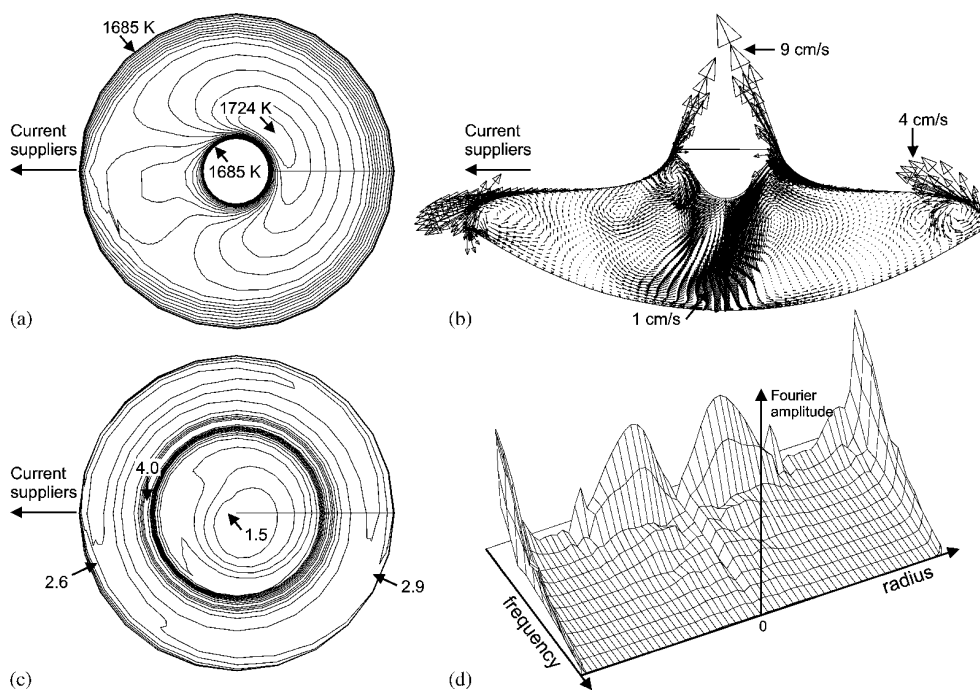 1685 K
1724 K
1685 K
Current
suppliers
(a)
9 cm/s
4 cm/s
Current
suppliers
1 cm/s
(b)
4.0
Current
suppliers
1.5
2.6
2.9
(c)
Fourier
amplitude
radius
frequency
0
(d)